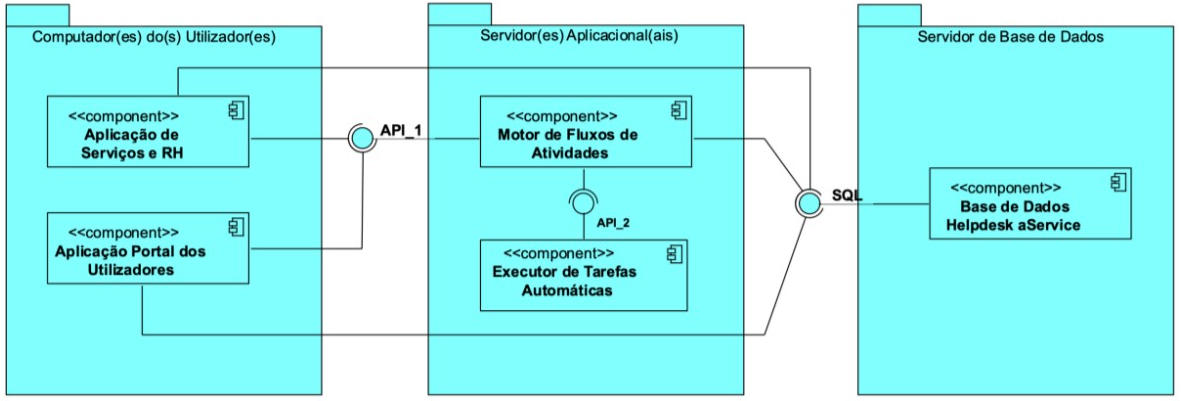 Computador(es) do(s) Utilizador(es)
<<component>>
Aplicação de
Serviços e RH
<<component>>
Aplicação Portal dos
Utilizadores
API_1
Servidor(es) Aplicacional(ais)
<<component>>
Motor de Fluxos de
Atividades
API_2
<<component>>
Executor de Tarefas
Automáticas
SQL
Servidor de Base de Dados
<<component>>
Base de Dados
Helpdesk aService